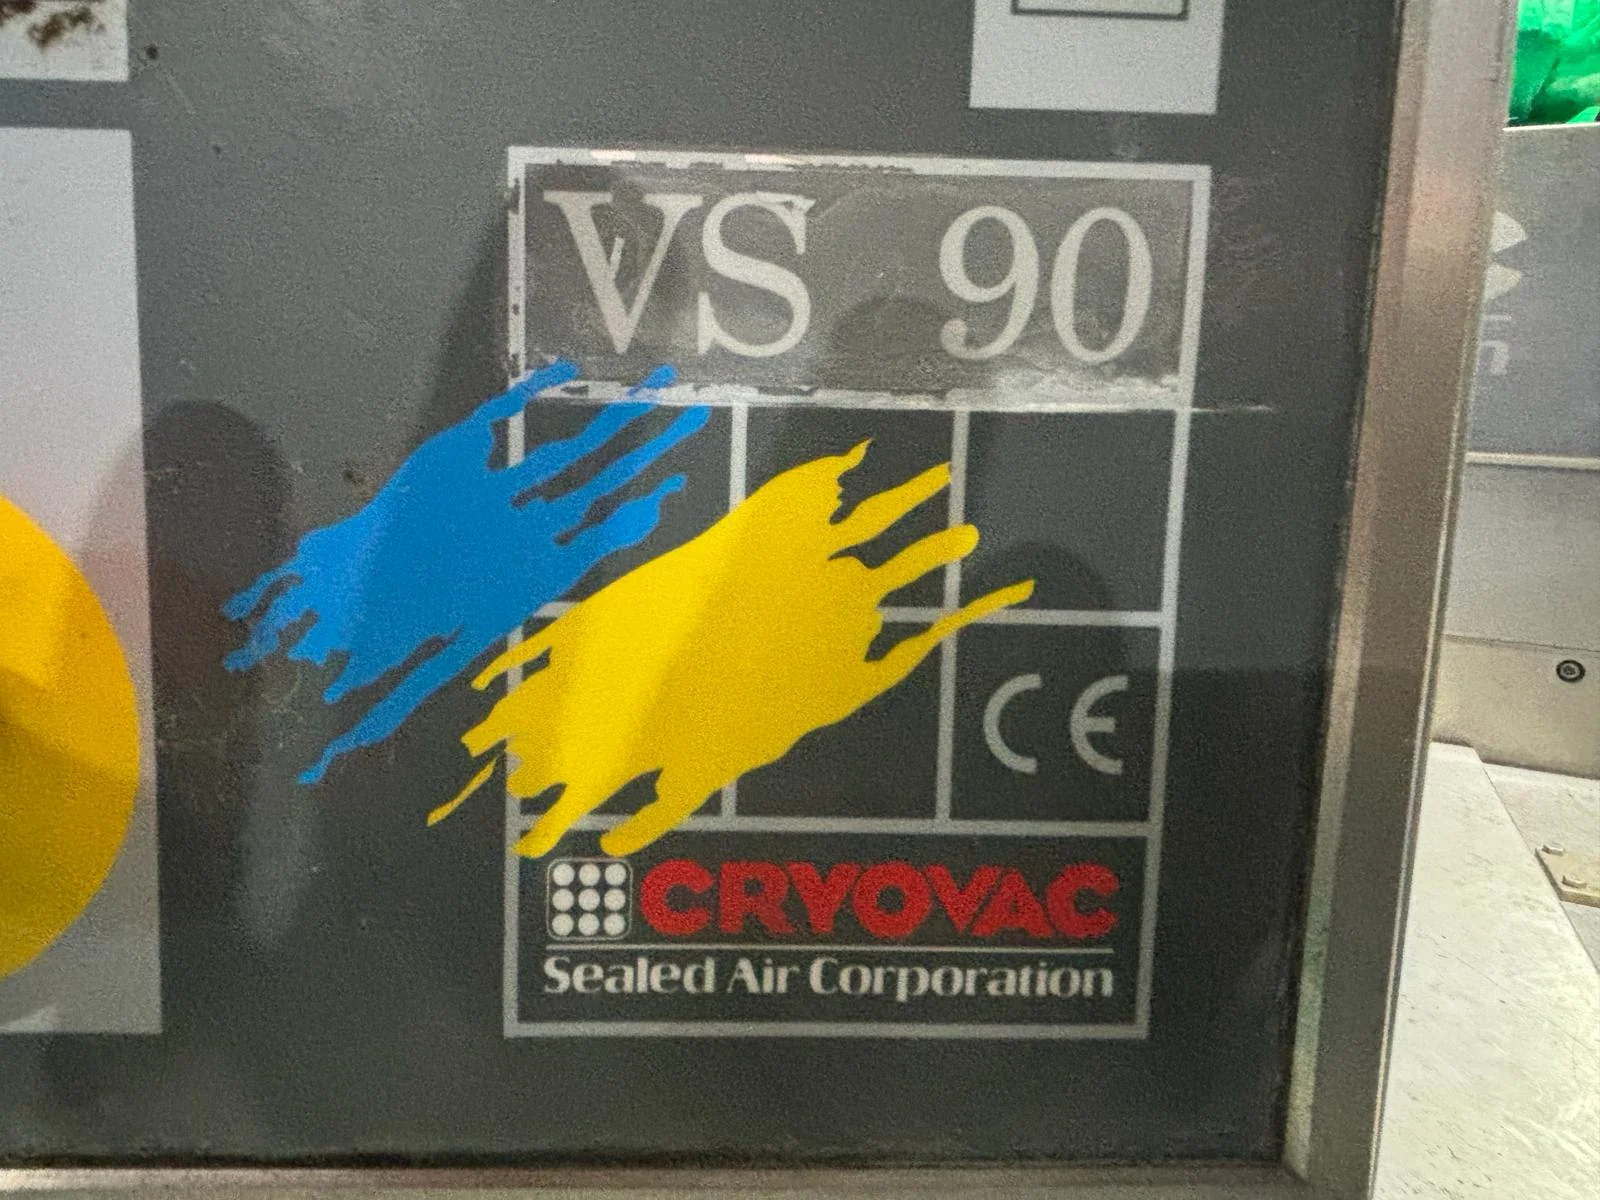 VS 90
CE
CRYOVAC
Sealed Air Corporation